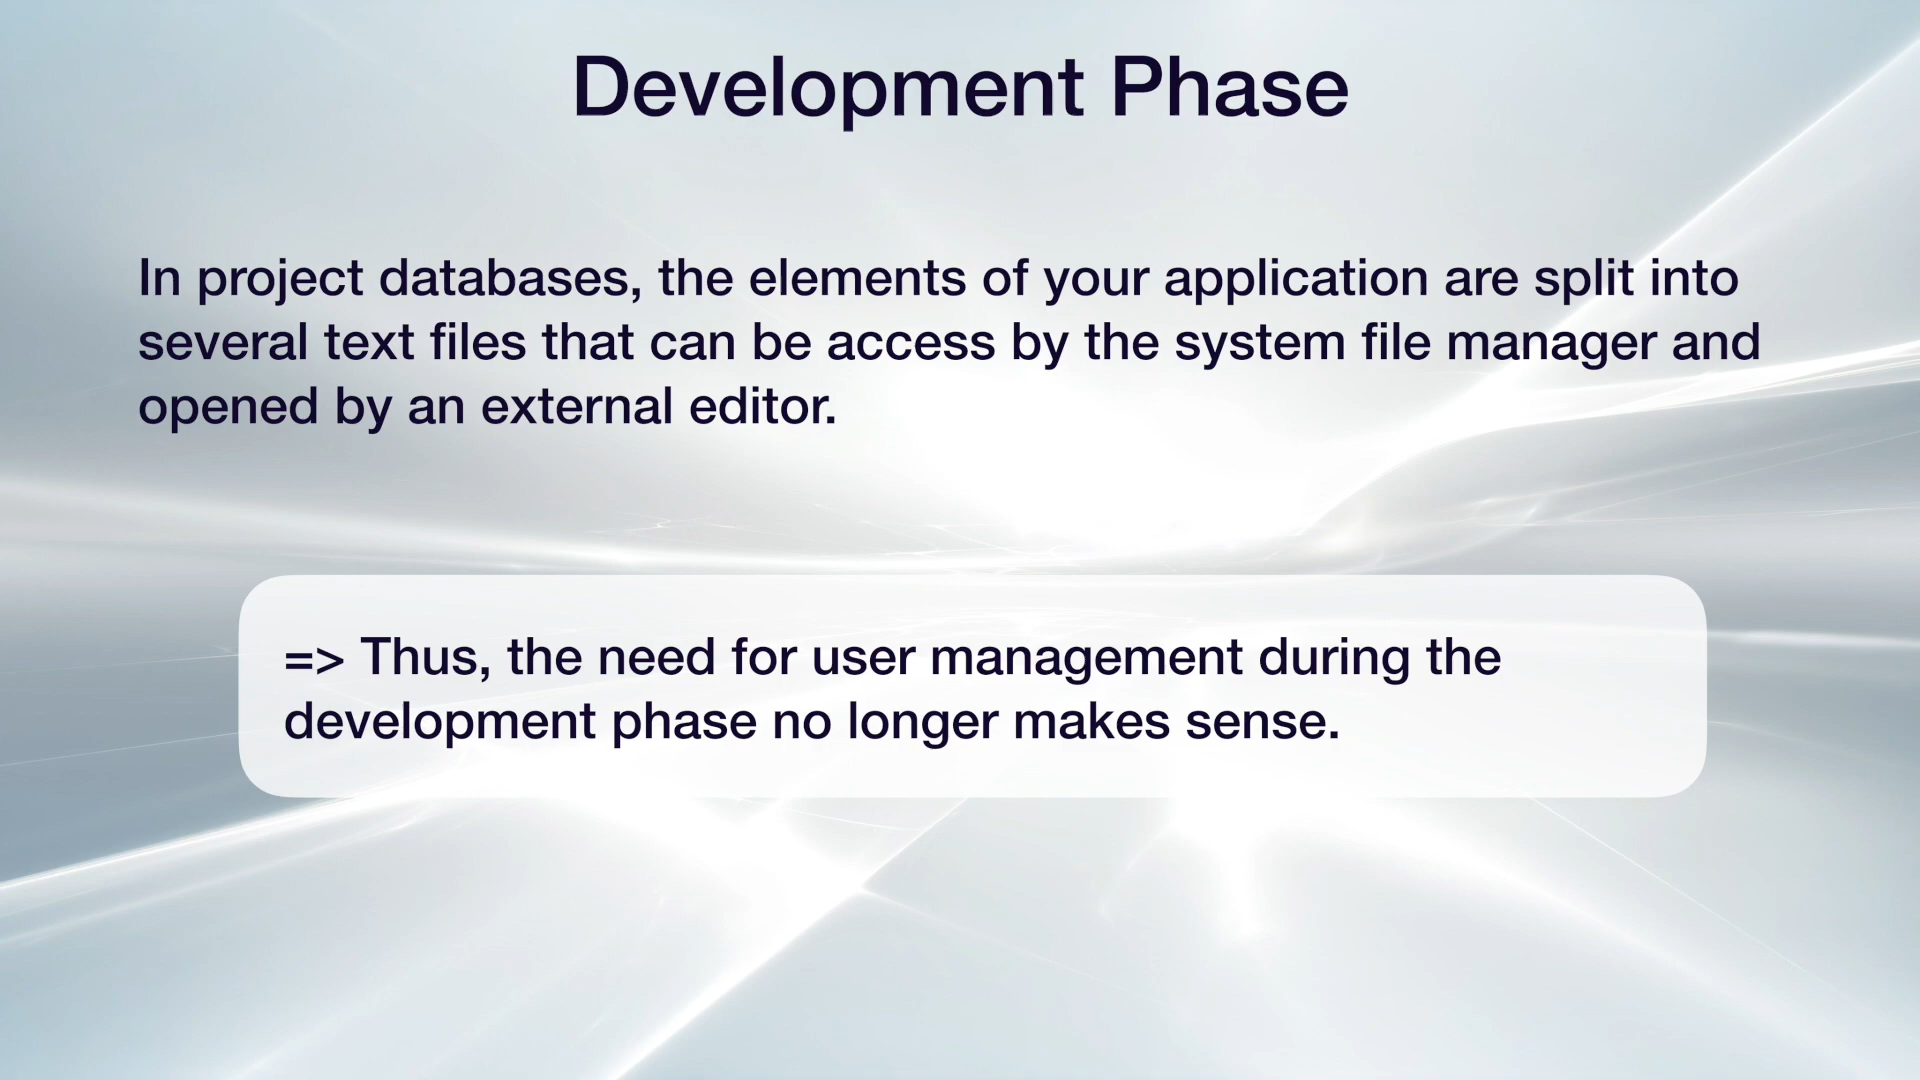 Development Phase
In project databases, the elements of your application are split into
several text files that can be access by the system file manager and
opened by an external editor.
=> Thus, the need for user management during the
development phase no longer makes sense.